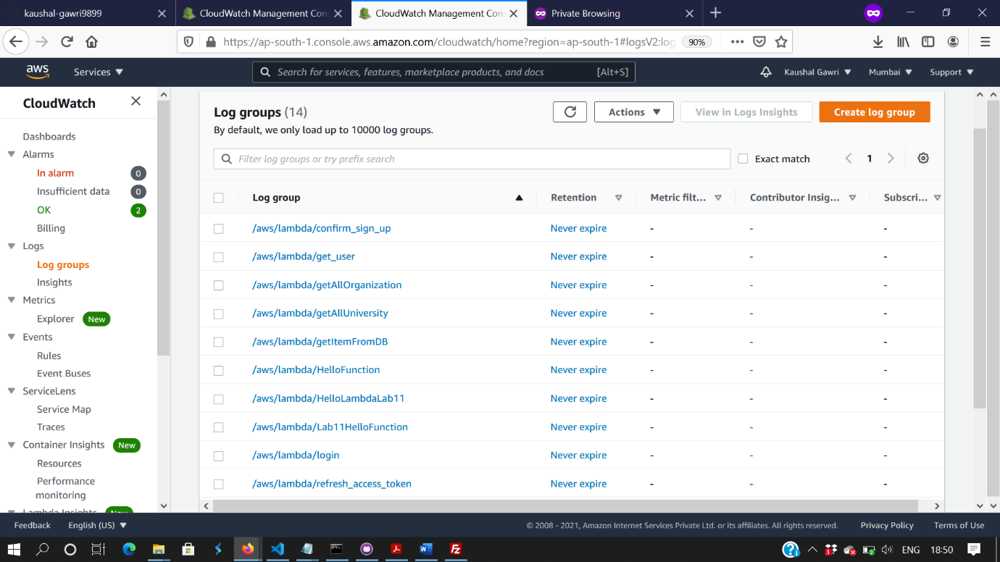 kaushal-gawri9899
CloudWatch Management Con
CloudWatch Management Con
Private Browsing
https://ap-south-1.console.aws.amazon.com/cloudwatch/home?region=ap-south-1#logsV2:log
90%
aws
Services
Search for services, features, marketplace products, and docs
[Alt+S]
Kaushal Gawri
Mumbai
Support
CloudWatch
Dashboards
Alarms
In alarm 0
Insufficient data 0
OK 2
Billing
Logs
Log groups
Insights
Metrics
Explorer New
Events
Rules
Event Buses
ServiceLens
Service Map
Traces
Container Insights New
Resources
Performance
monitoring
Lambda Insights New
Log groups (14)
By default, we only load up to 10000 log groups.
Actions
View in Logs Insights
Create log group
Filter log groups or try prefix search
Exact match
1
Log group Retention Metric filt... Contributor Insig... Subscri...
/aws/lambda/confirm_sign_up Never expire - - -
/aws/lambda/get_user Never expire - - -
/aws/lambda/getAllOrganization Never expire - - -
/aws/lambda/getAllUniversity Never expire - - -
/aws/lambda/getItemFromDB Never expire - - -
/aws/lambda/HelloFunction Never expire - - -
/aws/lambda/HelloLambdaLab11 Never expire - - -
/aws/lambda/Lab11HelloFunction Never expire - - -
/aws/lambda/login Never expire - - -
/aws/lambda/refresh_access_token Never expire - - -
Feedback
English (US)
© 2008 - 2021, Amazon Internet Services Private Ltd. or its affiliates. All rights reserved.
Privacy Policy
Terms of Use
3
ENG
18:50